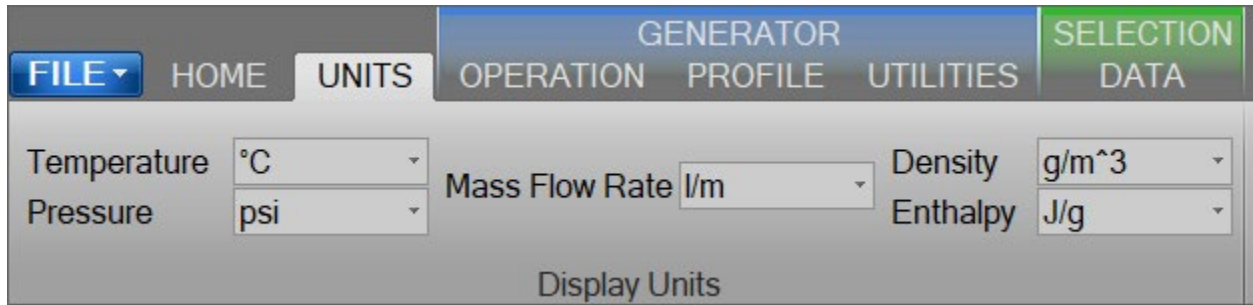 GENERATOR SELECTION
FILE HOME UNITS OPERATION PROFILE UTILITIES DATA
Temperature °C
Pressure psi
Mass Flow Rate l/m
Density g/m^3
Enthalpy J/g
Display Units